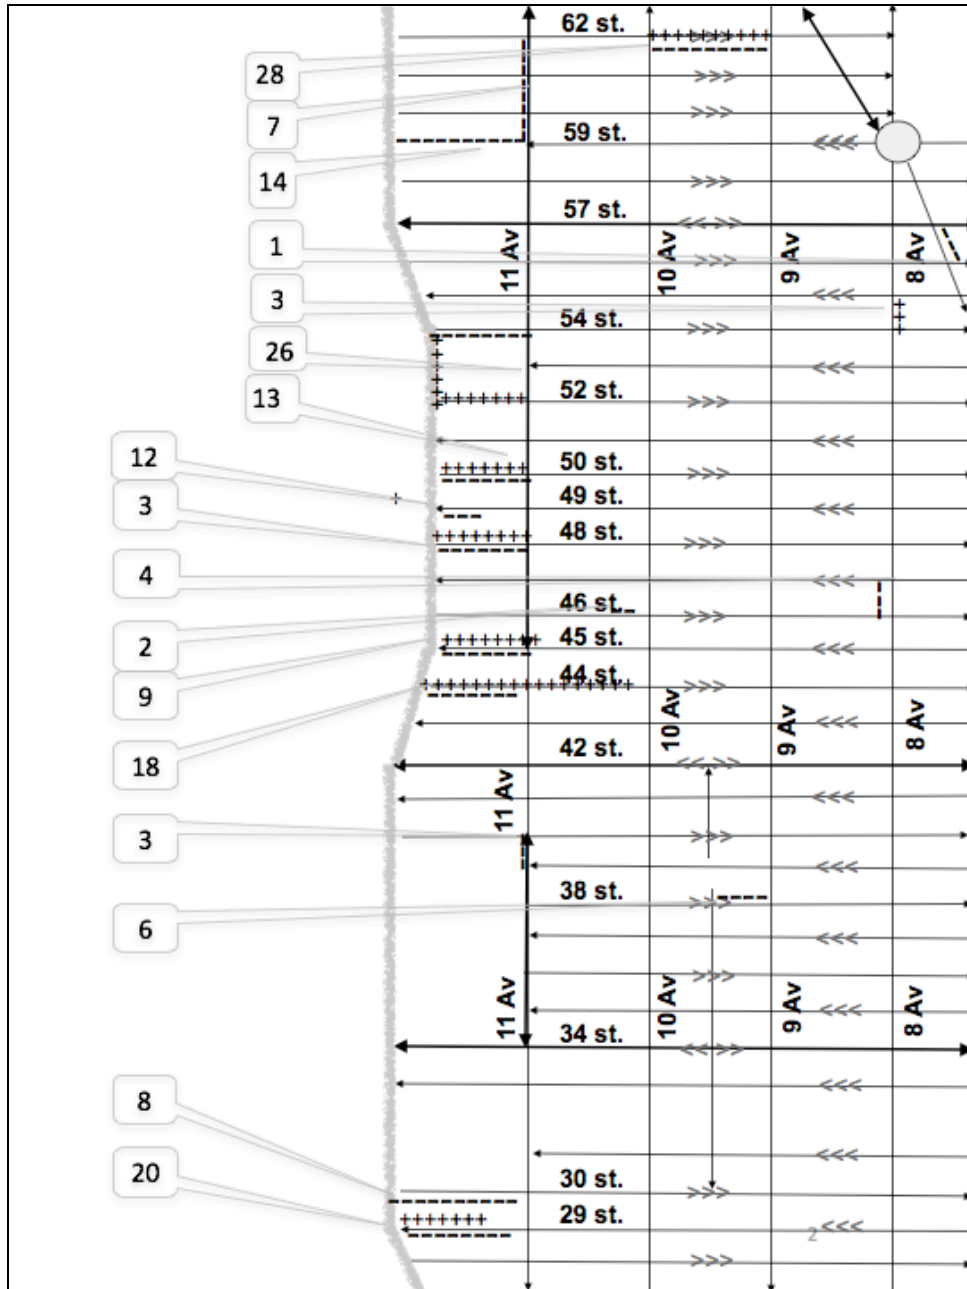 62 st.
+++++++++
>>>
28
>>>
7
>>>
59 st.
<<<
14
>>>
57 st.
<< >>
1
11 Av
10 Av
9 Av
8 Av
>>>
3
<<<
54 st.
>>>
26
<<<
13
52 st.
>>>
<<<
12
50 st.
>>>
3
49 st.
<<<
48 st.
>>>
4
<<<
46 st.
>>>
2
45 st.
<<<
9
44 st.
>>>
10 Av
9 Av
8 Av
<<<
18
42 st.
<< >>
11 Av
<<<
3
>>>
<<<
38 st.
>>>
6
<<<
>>>
11 Av
10 Av
9 Av
8 Av
<<<
34 st.
<< >>
<<<
8
<<<
20
30 st.
>>>
29 st.
2
<<<
>>>